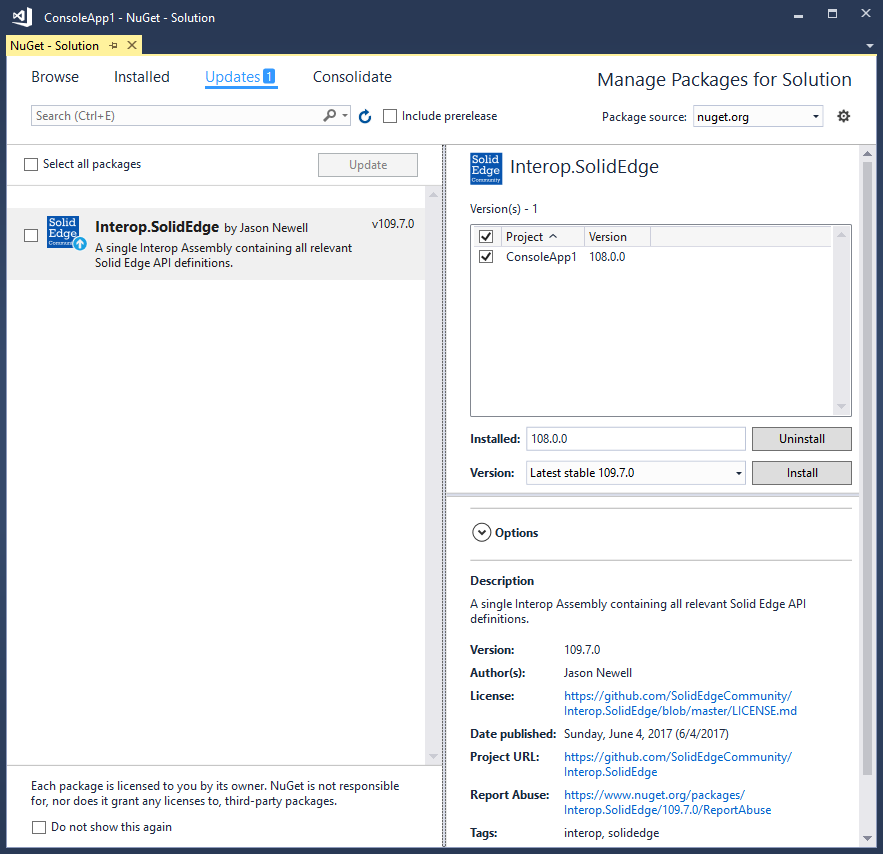 ConsoleApp1 - NuGet - Solution
NuGet - Solution
Browse Installed Updates 1 Consolidate
Manage Packages for Solution
Search (Ctrl+E)
Include prerelease
Package source: nuget.org
Select all packages
Update
Solid
Edge
Community
Interop.SolidEdge by Jason Newell
v109.7.0
A single Interop Assembly containing all relevant
Solid Edge API definitions.
Each package is licensed to you by its owner. NuGet is not responsible
for, nor does it grant any licenses to, third-party packages.
Do not show this again
Solid
Edge
Community
Interop.SolidEdge
Version(s) - 1
Project Version
ConsoleApp1 108.0.0
Installed: 108.0.0 Uninstall
Version: Latest stable 109.7.0 Install
Options
Description
A single Interop Assembly containing all relevant Solid Edge API
definitions.
Version: 109.7.0
Author(s): Jason Newell
License: https://github.com/SolidEdgeCommunity/
Interop.SolidEdge/blob/master/LICENSE.md
Date published: Sunday, June 4, 2017 (6/4/2017)
Project URL: https://github.com/SolidEdgeCommunity/
Interop.SolidEdge
Report Abuse: https://www.nuget.org/packages/
Interop.SolidEdge/109.7.0/ReportAbuse
Tags: interop, solidedge